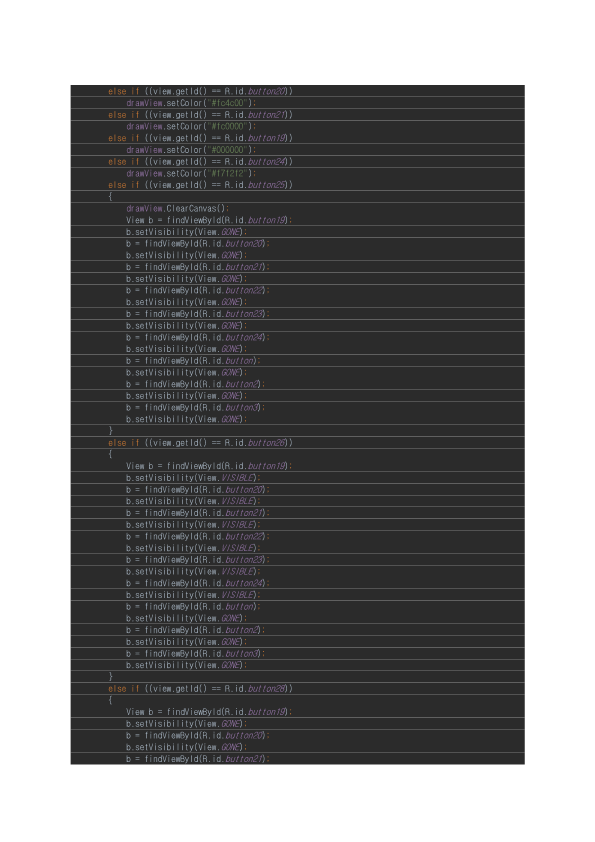 else if ((view.getId() == R.id.button20))
drawView.setColor("#fc4c00");
else if ((view.getId() == R.id.button21))
drawView.setColor("#fc0000");
else if ((view.getId() == R.id.button19))
drawView.setColor("#000000");
else if ((view.getId() == R.id.button24))
drawView.setColor("#f712f2");
else if ((view.getId() == R.id.button25))
{
drawView.ClearCanvas();
View b = findViewById(R.id.button19);
b.setVisibility(View.GONE);
b = findViewById(R.id.button20);
b.setVisibility(View.GONE);
b = findViewById(R.id.button21);
b.setVisibility(View.GONE);
b = findViewById(R.id.button22);
b.setVisibility(View.GONE);
b = findViewById(R.id.button23);
b.setVisibility(View.GONE);
b = findViewById(R.id.button24);
b.setVisibility(View.GONE);
b = findViewById(R.id.button);
b.setVisibility(View.GONE);
b = findViewById(R.id.button2);
b.setVisibility(View.GONE);
b = findViewById(R.id.button3);
b.setVisibility(View.GONE);
}
else if ((view.getId() == R.id.button26))
{
View b = findViewById(R.id.button19);
b.setVisibility(View.VISIBLE);
b = findViewById(R.id.button20);
b.setVisibility(View.VISIBLE);
b = findViewById(R.id.button21);
b.setVisibility(View.VISIBLE);
b = findViewById(R.id.button22);
b.setVisibility(View.VISIBLE);
b = findViewById(R.id.button23);
b.setVisibility(View.VISIBLE);
b = findViewById(R.id.button24);
b.setVisibility(View.VISIBLE);
b = findViewById(R.id.button);
b.setVisibility(View.GONE);
b = findViewById(R.id.button2);
b.setVisibility(View.GONE);
b = findViewById(R.id.button3);
b.setVisibility(View.GONE);
}
else if ((view.getId() == R.id.button28))
{
View b = findViewById(R.id.button19);
b.setVisibility(View.GONE);
b = findViewById(R.id.button20);
b.setVisibility(View.GONE);
b = findViewById(R.id.button21);